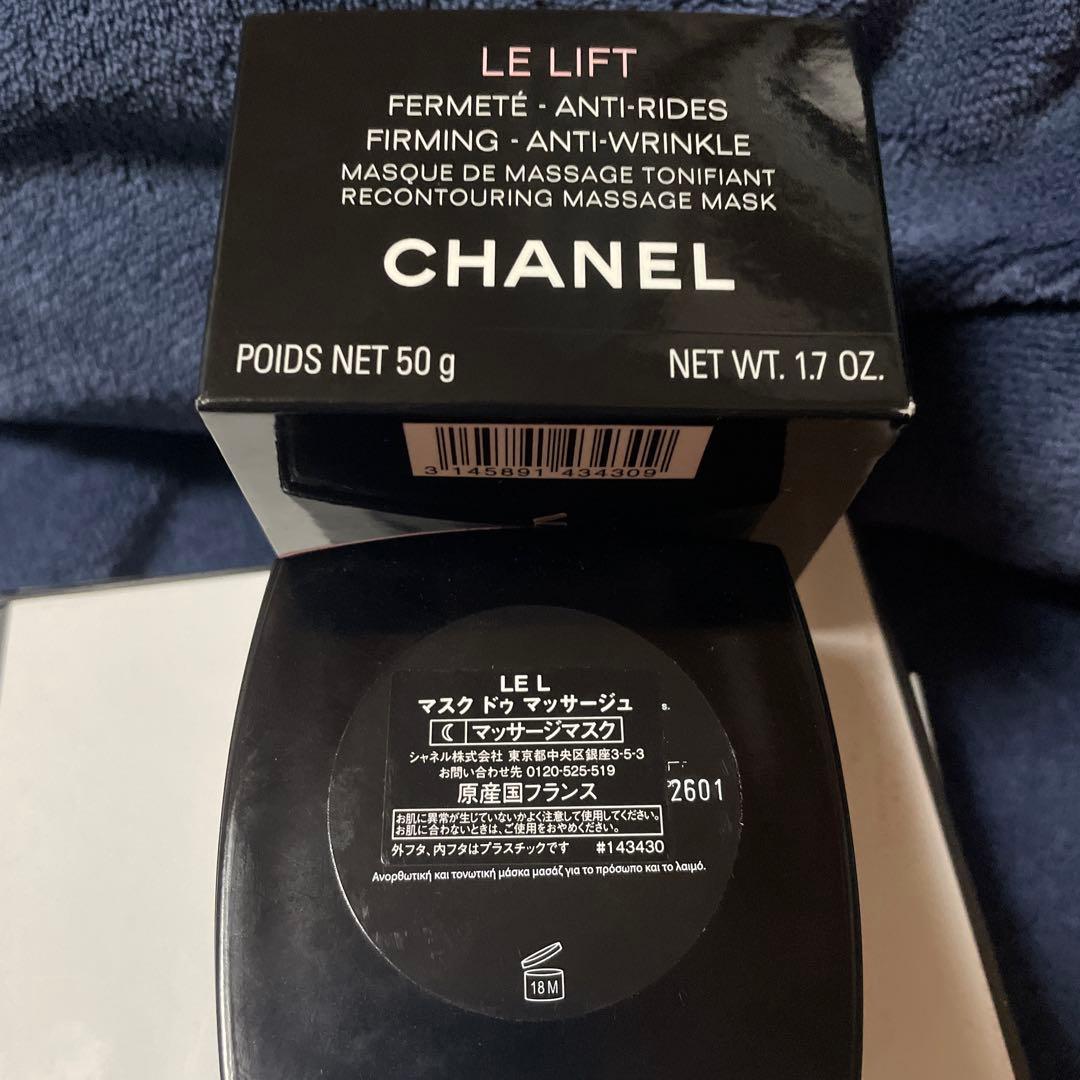 LE LIFT
FERMETÉ - ANTI-RIDES
FIRMING - ANTI-WRINKLE
MASQUE DE MASSAGE TONIFIANT
RECONTOURING MASSAGE MASK
CHANEL
POIDS NET 50 g NET WT. 1.7 OZ.
3 145891 434309
LE L
マスク ドゥ マッサージュ
s.
マッサージマスク
シャネル株式会社 東京都中央区銀座3-5-3
お問い合わせ先 0120-525-519
原産国フランス
2601
お肌に異常が生じていないかよく注意して使用してください。
お肌に合わないときは、ご使用をおやめください。
外フタ、内フタはプラスチックです #143430
Ανορθωτική και τονωτική μάσκα μασάζ για το πρόσωπο και το λαιμό.
18 M